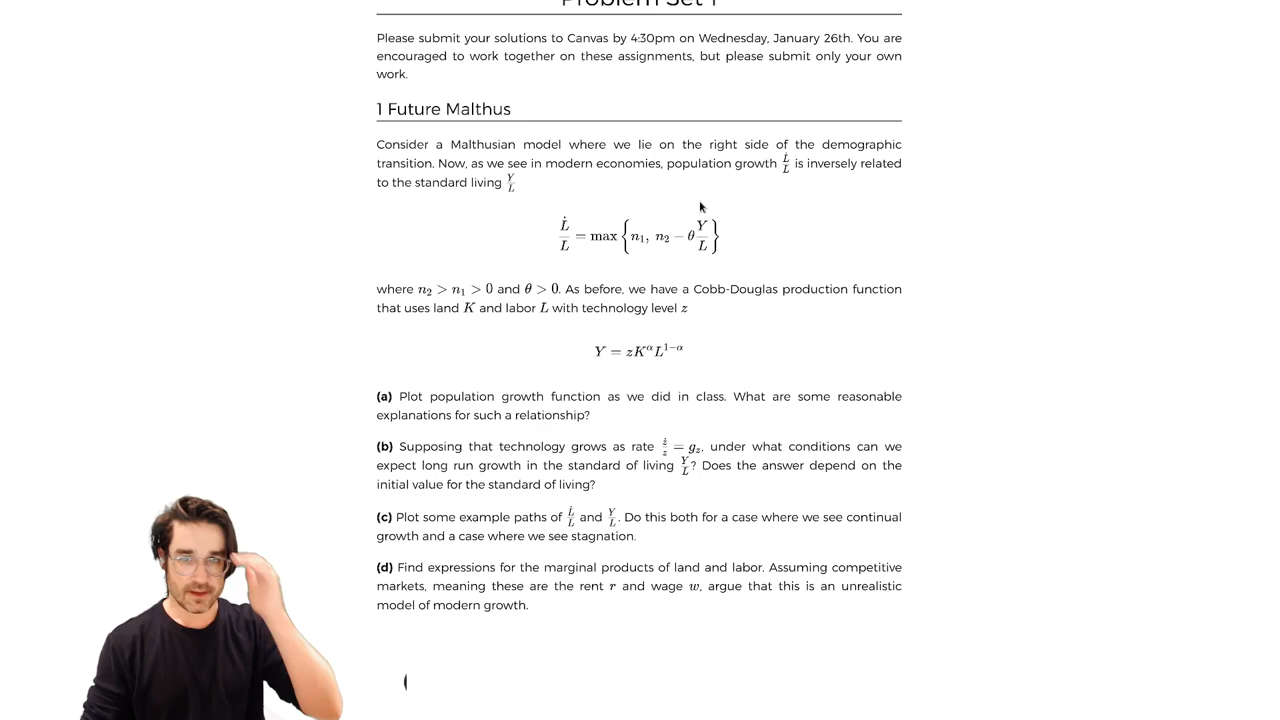 Problem Set 1
Please submit your solutions to Canvas by 4:30pm on Wednesday, January 26th. You are
encouraged to work together on these assignments, but please submit only your own
work.
1 Future Malthus
Consider a Malthusian model where we lie on the right side of the demographic
transition. Now, as we see in modern economies, population growth L̇/L is inversely related
to the standard living Y/L
L̇/L = max { n₁, n₂ − θ Y/L }
where n₂ > n₁ > 0 and θ > 0. As before, we have a Cobb-Douglas production function
that uses land K and labor L with technology level z
Y = zK^α L^{1−α}
(a) Plot population growth function as we did in class. What are some reasonable
explanations for such a relationship?
(b) Supposing that technology grows as rate ż/z = g_z, under what conditions can we
expect long run growth in the standard of living Y/L? Does the answer depend on the
initial value for the standard of living?
(c) Plot some example paths of L̇/L and Y/L. Do this both for a case where we see continual
growth and a case where we see stagnation.
(d) Find expressions for the marginal products of land and labor. Assuming competitive
markets, meaning these are the rent r and wage w, argue that this is an unrealistic
model of modern growth.